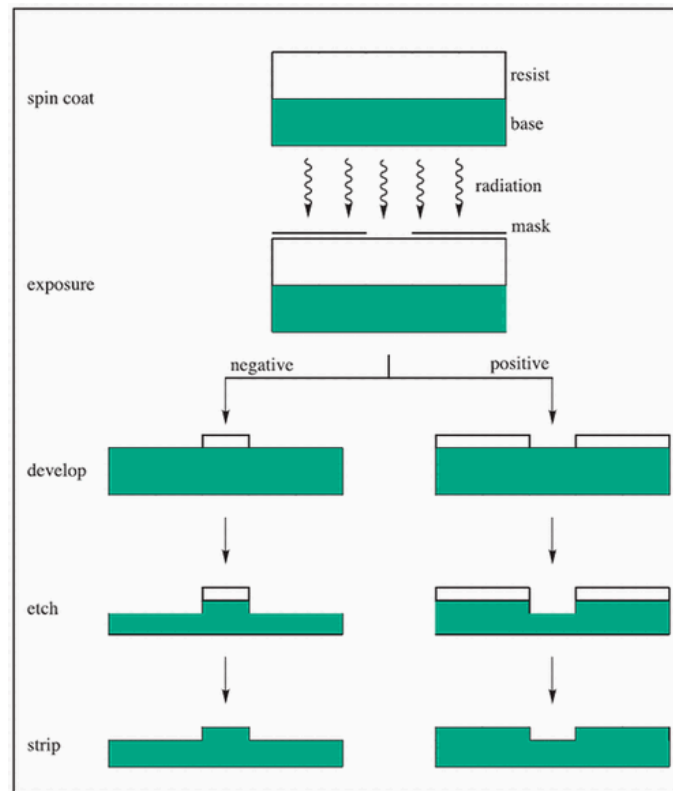 spin coat
resist
base
radiation
mask
exposure
negative
positive
develop
etch
strip